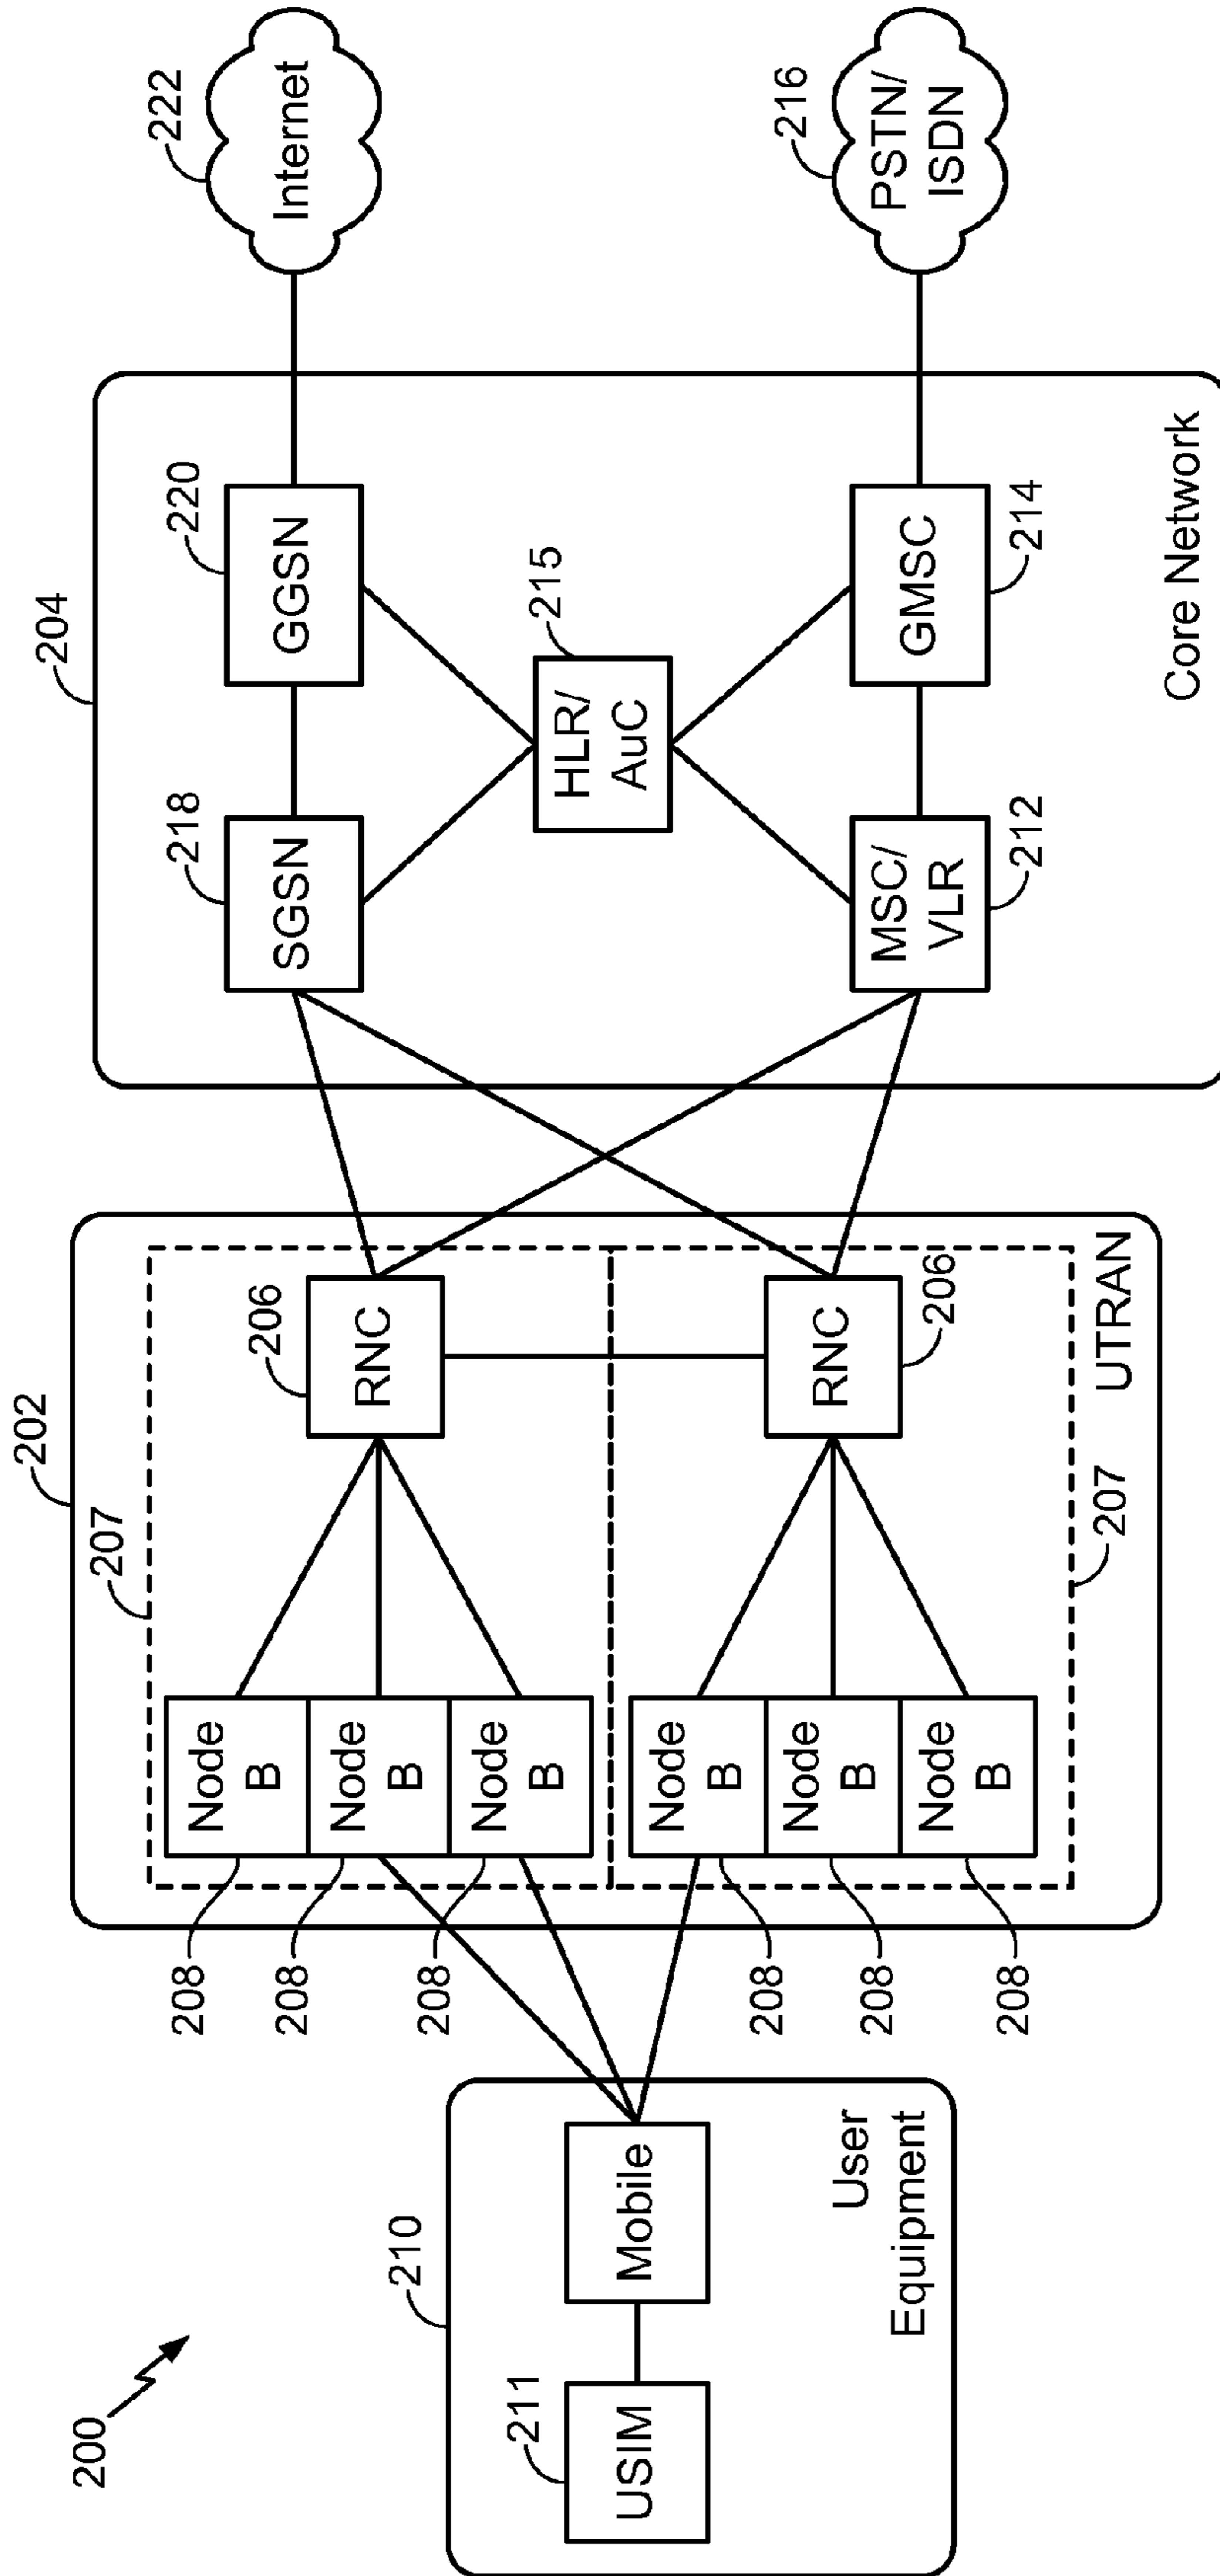 200
210
211
USIM
Mobile
User
Equipment
202
207
208
208
208
Node
B
Node
B
Node
B
206
RNC
208
208
208
Node
B
Node
B
Node
B
RNC
206
207
UTRAN
204
218
SGSN
220
GGSN
215
HLR/
AuC
MSC/
VLR
212
GMSC
214
Core Network
222
Internet
216
PSTN/
ISDN